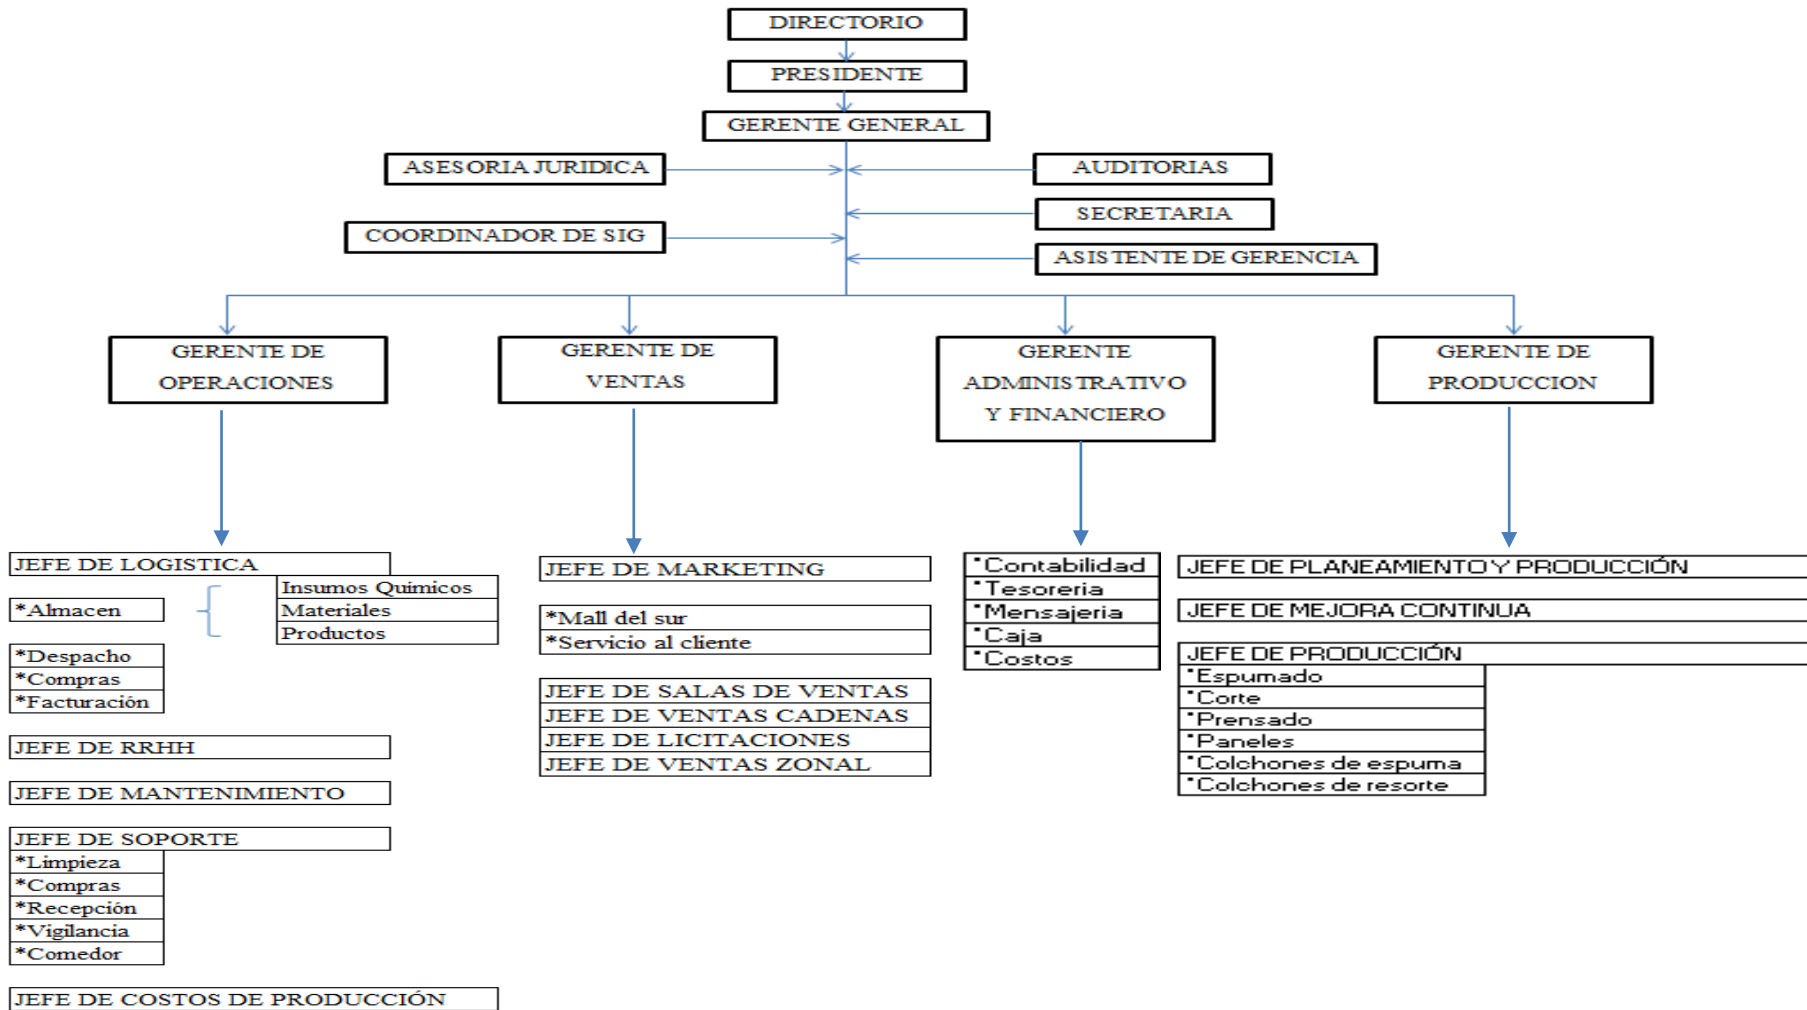 DIRECTORIO
PRESIDENTE
GERENTE GENERAL
ASESORIA JURIDICA
AUDITORIAS
SECRETARIA
COORDINADOR DE SIG
ASISTENTE DE GERENCIA
GERENTE DE
OPERACIONES
GERENTE DE
VENTAS
GERENTE
ADMINISTRATIVO
Y FINANCIERO
GERENTE DE
PRODUCCION
JEFE DE LOGISTICA
Insumos Químicos
*Almacen
Materiales
Productos
*Despacho
*Compras
*Facturación
JEFE DE RRHH
JEFE DE MANTENIMIENTO
JEFE DE SOPORTE
*Limpieza
*Compras
*Recepción
*Vigilancia
*Comedor
JEFE DE COSTOS DE PRODUCCIÓN
JEFE DE MARKETING
*Mall del sur
*Servicio al cliente
JEFE DE SALAS DE VENTAS
JEFE DE VENTAS CADENAS
JEFE DE LICITACIONES
JEFE DE VENTAS ZONAL
*Contabilidad
*Tesoreria
*Mensajeria
*Caja
*Costos
JEFE DE PLANEAMIENTO Y PRODUCCIÓN
JEFE DE MEJORA CONTINUA
JEFE DE PRODUCCIÓN
*Espumado
*Corte
*Prensado
*Paneles
*Colchones de espuma
*Colchones de resorte